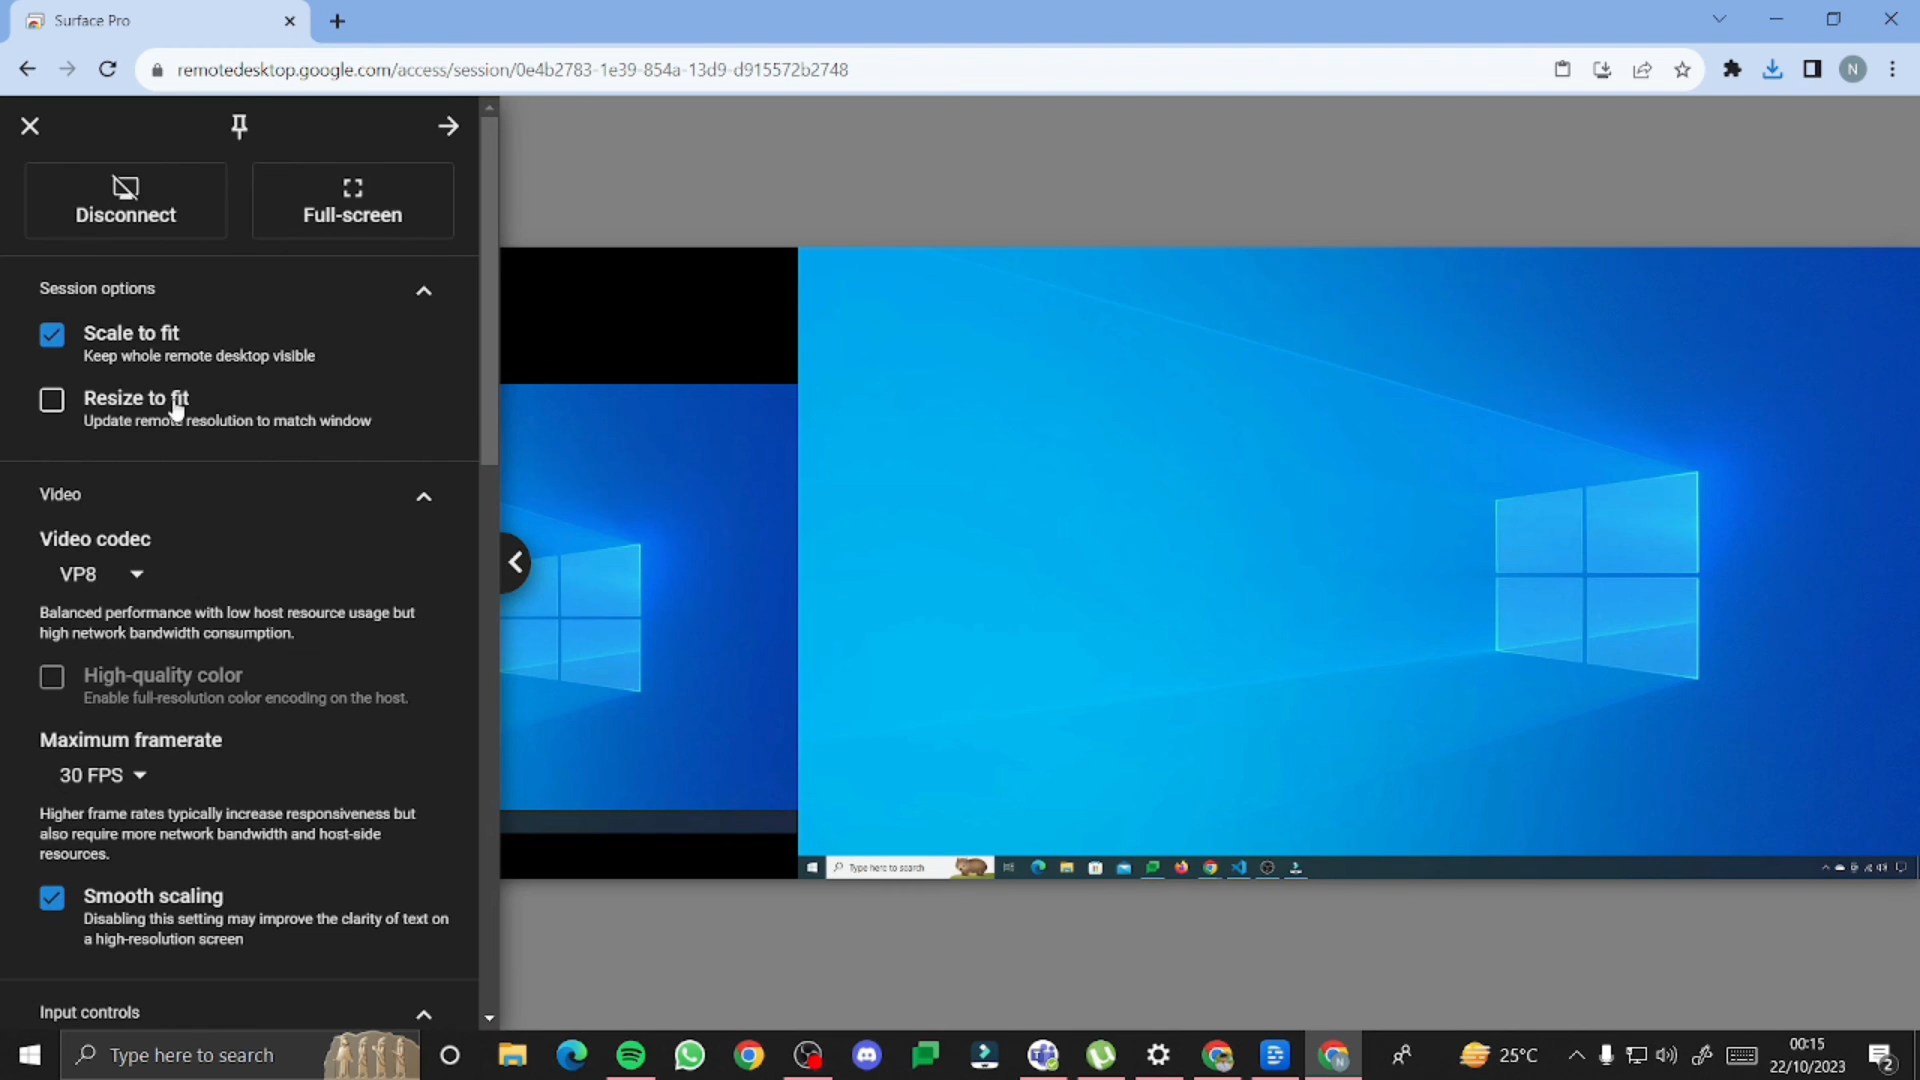 Surface Pro
remotedesktop.google.com/access/session/0e4b2783-1e39-854a-13d9-d915572b2748
N
Disconnect
Full-screen
Session options
Scale to fit
Keep whole remote desktop visible
Resize to fit
Update remote resolution to match window
Video
Video codec
VP8
Balanced performance with low host resource usage but
high network bandwidth consumption.
High-quality color
Enable full-resolution color encoding on the host.
Maximum framerate
30 FPS
Higher frame rates typically increase responsiveness but
also require more network bandwidth and host-side
resources.
Smooth scaling
Disabling this setting may improve the clarity of text on
a high-resolution screen
Input controls
Type here to search
Type here to search
25°C
00:15
22/10/2023
2